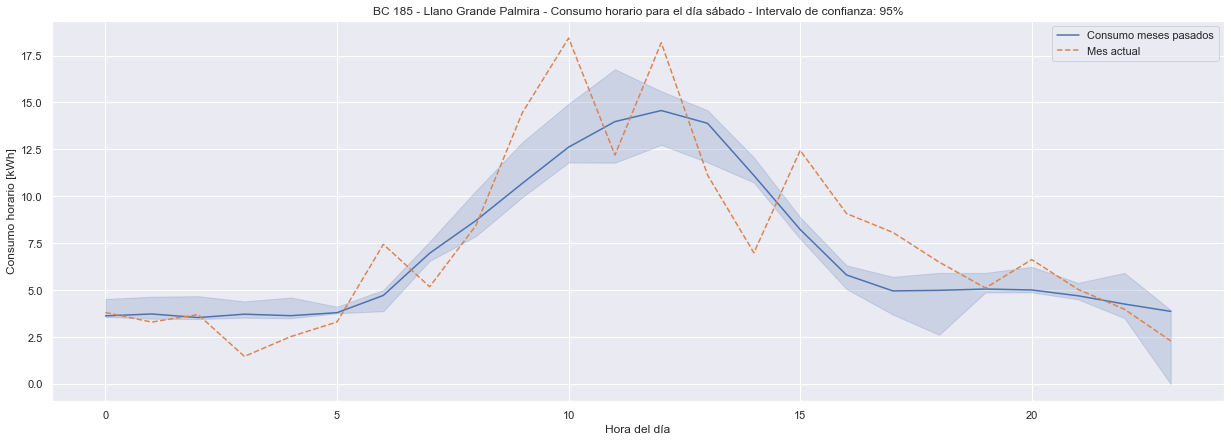 BC 185 - Llano Grande Palmira - Consumo horario para el día sábado - Intervalo de confianza: 95%
Consumo meses pasados
Mes actual
17.5
15.0
12.5
10.0
7.5
5.0
2.5
0.0
Consumo horario [kWh]
0 5 10 15 20
Hora del día